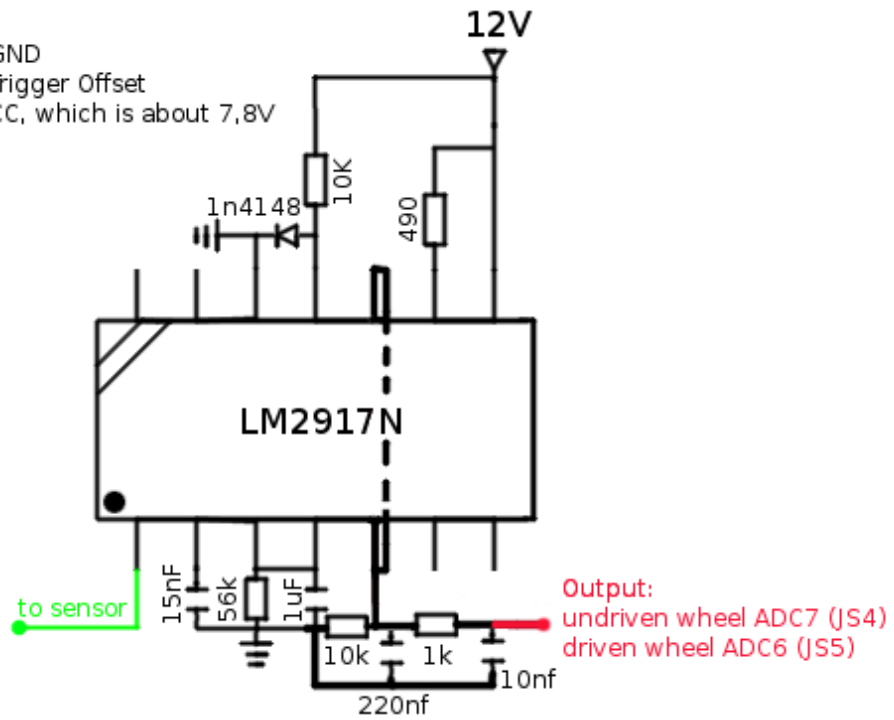 12V
GND
rigger Offset
CC, which is about 7,8V
10K
1n4148
490
LM2917N
to sensor
15nF
56k
1uF
10k
1k
10nf
220nf
Output:
undriven wheel ADC7 (JS4)
driven wheel ADC6 (JS5)